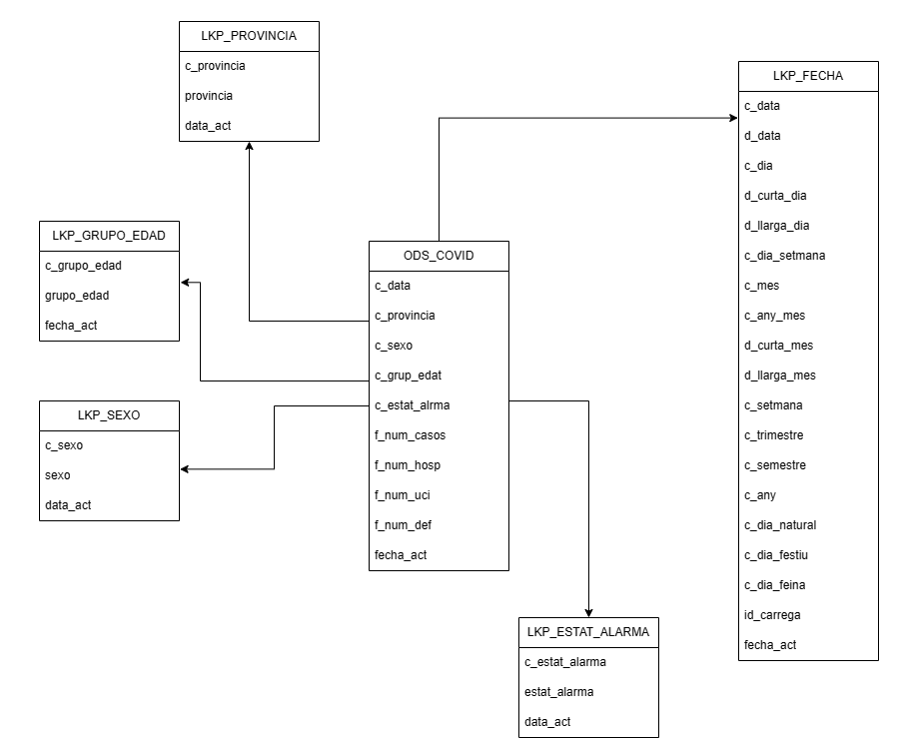 LKP_PROVINCIA
c_provincia
provincia
data_act
LKP_FECHA
c_data
d_data
c_dia
d_curta_dia
d_llarga_dia
c_dia_setmana
c_mes
c_any_mes
d_curta_mes
d_llarga_mes
c_setmana
c_trimestre
c_semestre
c_any
c_dia_natural
c_dia_festiu
c_dia_feina
id_carrega
fecha_act
LKP_GRUPO_EDAD
c_grupo_edad
grupo_edad
fecha_act
ODS_COVID
c_data
c_provincia
c_sexo
c_grup_edat
c_estat_alrma
f_num_casos
f_num_hosp
f_num_uci
f_num_def
fecha_act
LKP_SEXO
c_sexo
sexo
data_act
LKP_ESTAT_ALARMA
c_estat_alarma
estat_alarma
data_act